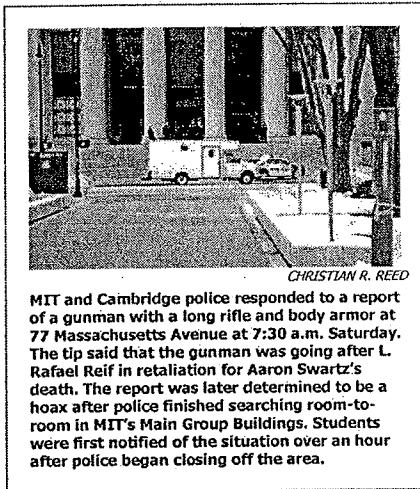 CHRISTIAN R. REED
MIT and Cambridge police responded to a report
of a gunman with a long rifle and body armor at
77 Massachusetts Avenue at 7:30 a.m. Saturday.
The tip said that the gunman was going after L.
Rafael Reif in retaliation for Aaron Swartz's
death. The report was later determined to be a
hoax after police finished searching room-to-
room in MIT's Main Group Buildings. Students
were first notified of the situation over an hour
after police began closing off the area.